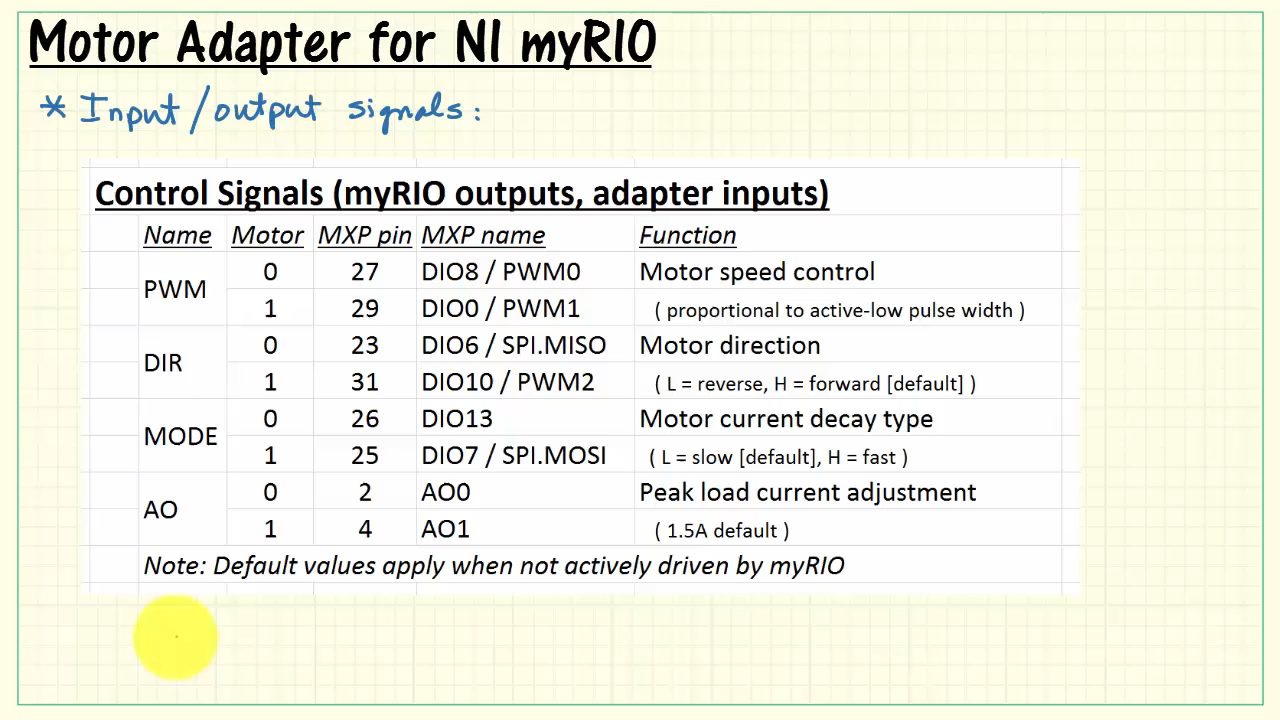 Motor Adapter for NI myRIO
* Input/output signals:
Control Signals (myRIO outputs, adapter inputs)
Name Motor MXP pin MXP name Function
PWM 0 27 DIO8 / PWM0 Motor speed control
1 29 DIO0 / PWM1 ( proportional to active-low pulse width )
DIR 0 23 DIO6 / SPI.MISO Motor direction
1 31 DIO10 / PWM2 ( L = reverse, H = forward [default] )
MODE 0 26 DIO13 Motor current decay type
1 25 DIO7 / SPI.MOSI ( L = slow [default], H = fast )
AO 0 2 AO0 Peak load current adjustment
1 4 AO1 ( 1.5A default )
Note: Default values apply when not actively driven by myRIO